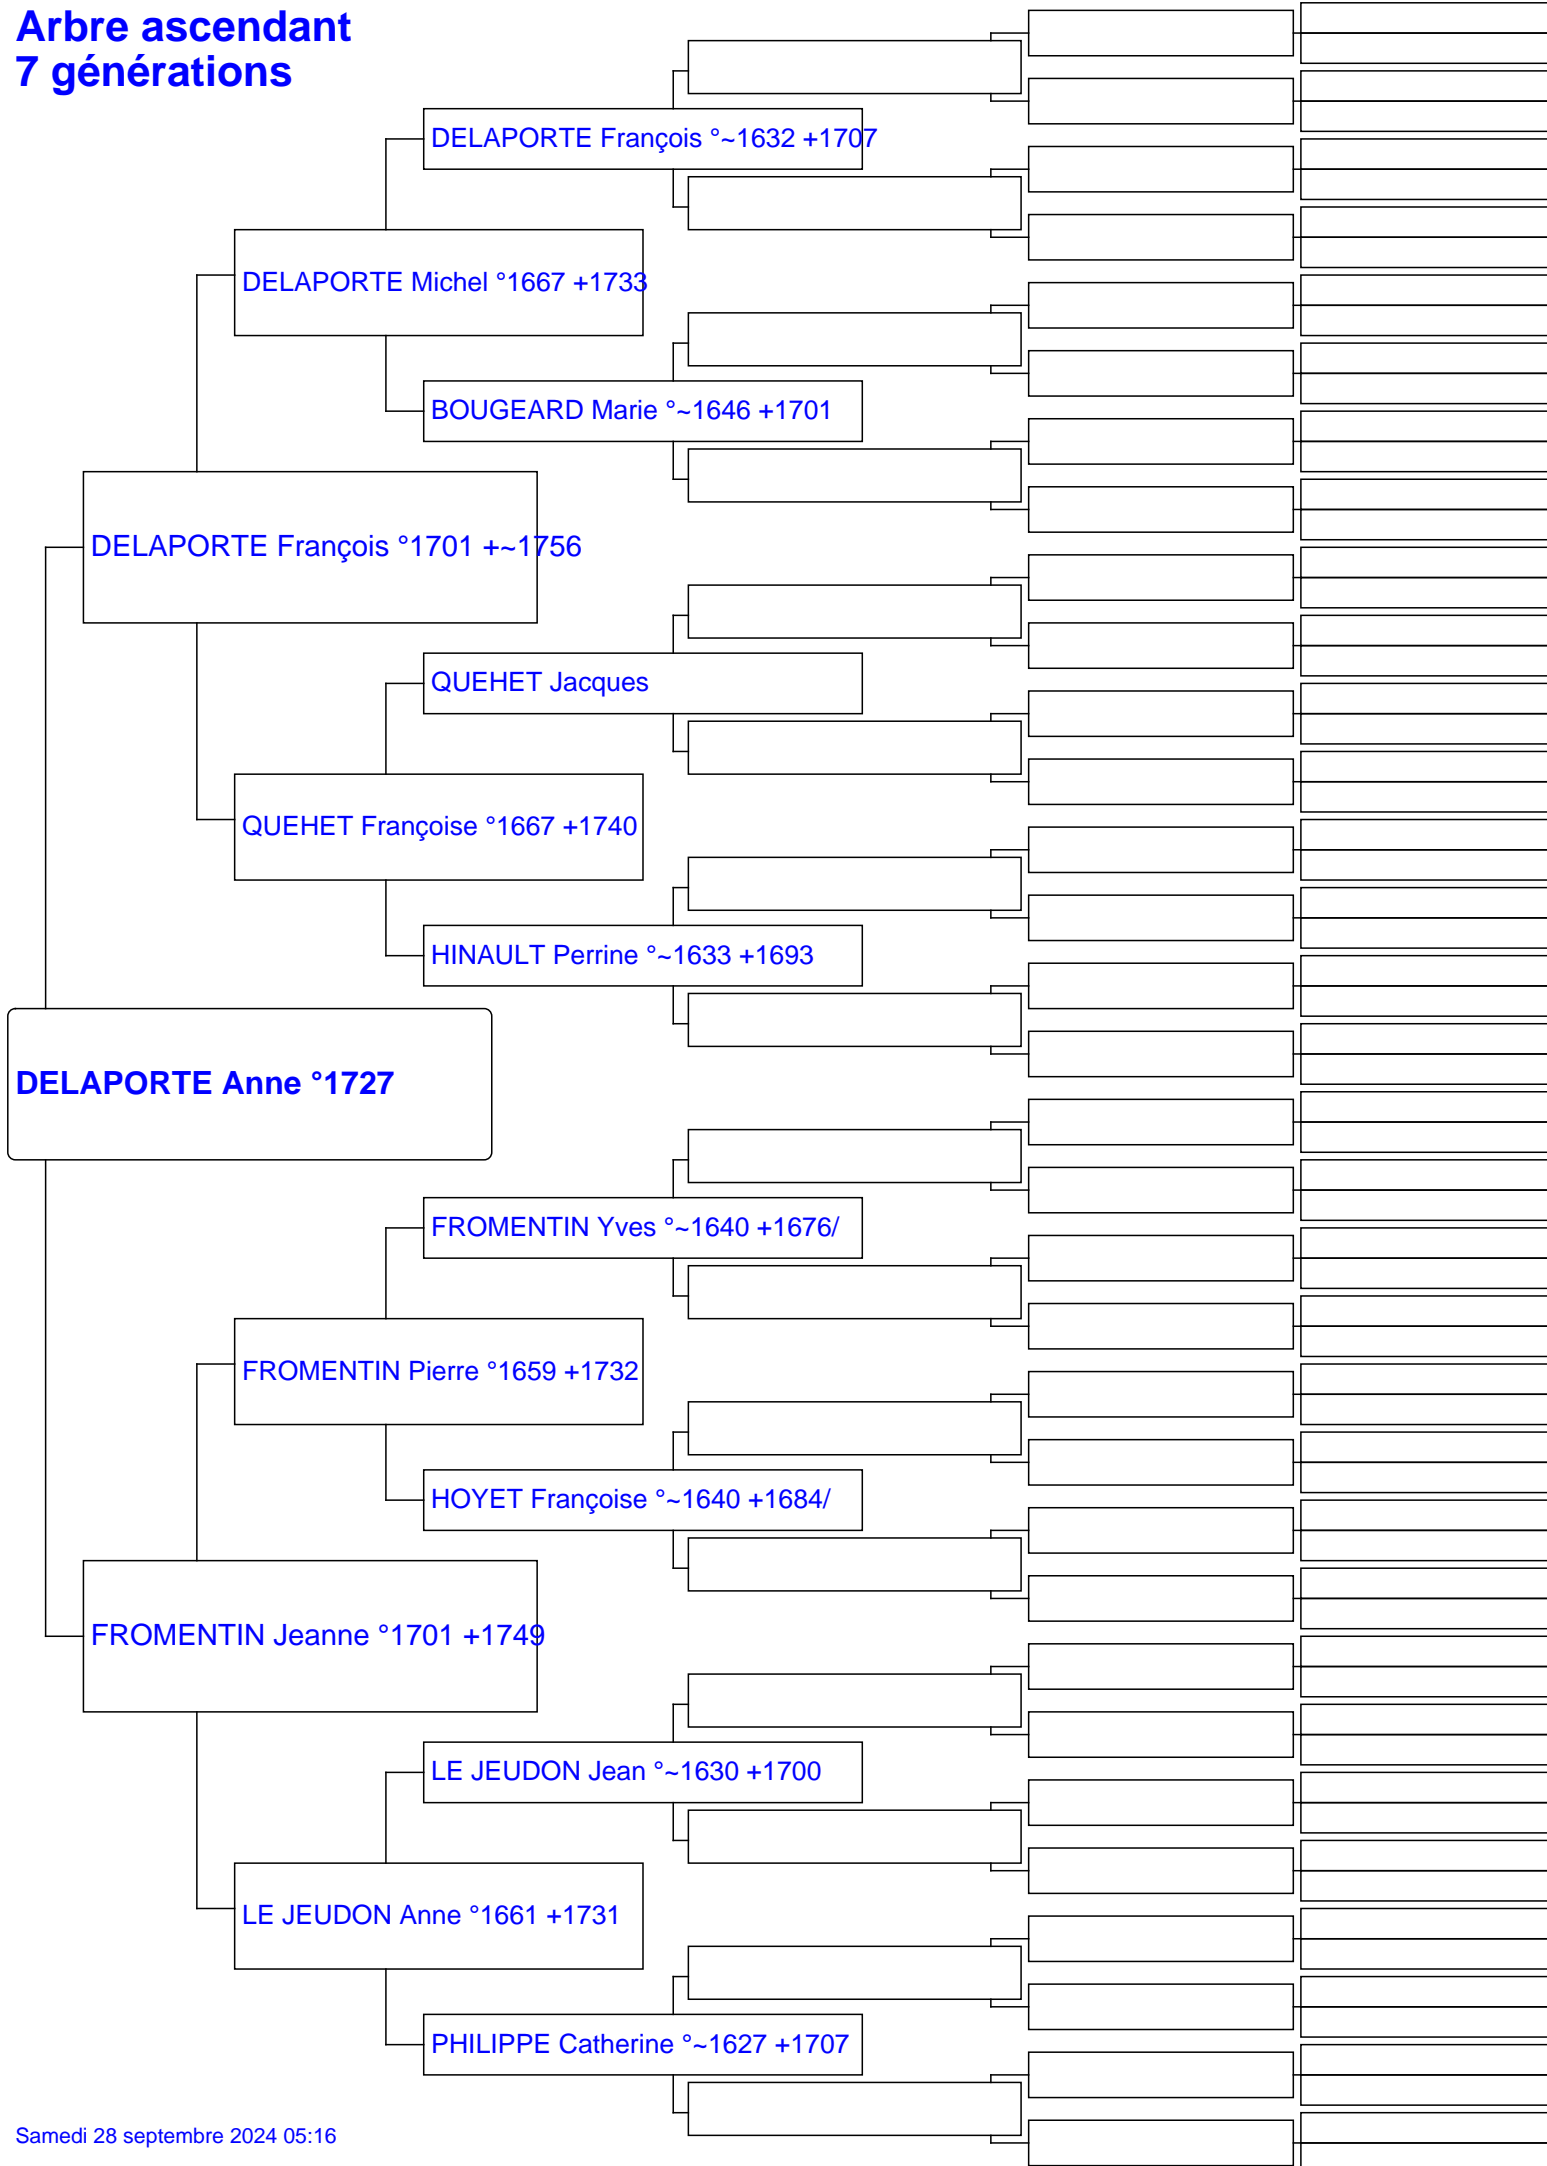 Arbre ascendant
7 générations
DELAPORTE François °~1632 +1707
DELAPORTE Michel °1667 +1733
BOUGEARD Marie °~1646 +1701
DELAPORTE François °1701 +~1756
QUEHET Jacques
QUEHET Françoise °1667 +1740
HINAULT Perrine °~1633 +1693
DELAPORTE Anne °1727
FROMENTIN Yves °~1640 +1676/
FROMENTIN Pierre °1659 +1732
HOYET Françoise °~1640 +1684/
FROMENTIN Jeanne °1701 +1749
LE JEUDON Jean °~1630 +1700
LE JEUDON Anne °1661 +1731
PHILIPPE Catherine °~1627 +1707
Samedi 28 septembre 2024 05:16